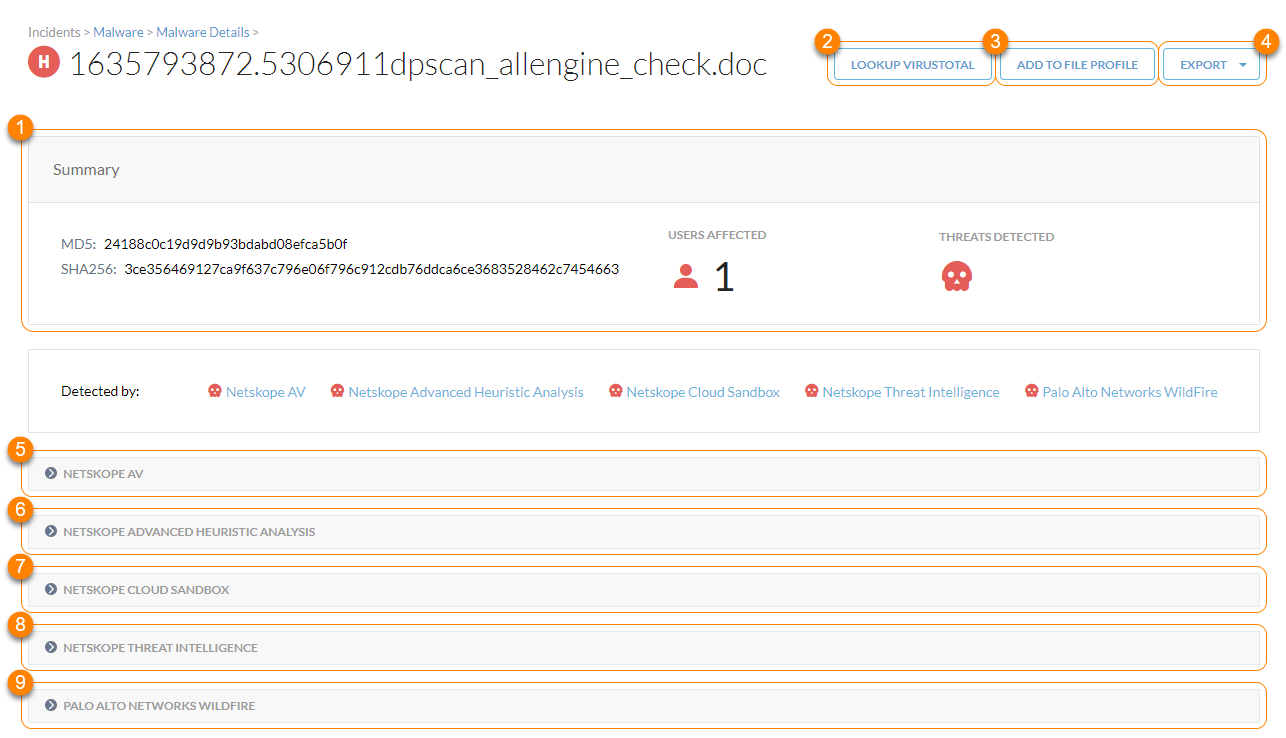 Incidents > Malware > Malware Details >
H 1635793872.5306911dpscan_allengine_check.doc
2 LOOKUP VIRUSTOTAL
3 ADD TO FILE PROFILE
4 EXPORT
1
Summary
MD5: 24188c0c19d9d9b93bdabd08efca5b0f
SHA256: 3ce356469127ca9f637c796e06f796c912cdb76ddca6ce3683528462c7454663
USERS AFFECTED
1
THREATS DETECTED
Detected by: Netskope AV Netskope Advanced Heuristic Analysis Netskope Cloud Sandbox Netskope Threat Intelligence Palo Alto Networks WildFire
5 NETSKOPE AV
6 NETSKOPE ADVANCED HEURISTIC ANALYSIS
7 NETSKOPE CLOUD SANDBOX
8 NETSKOPE THREAT INTELLIGENCE
9 PALO ALTO NETWORKS WILDFIRE